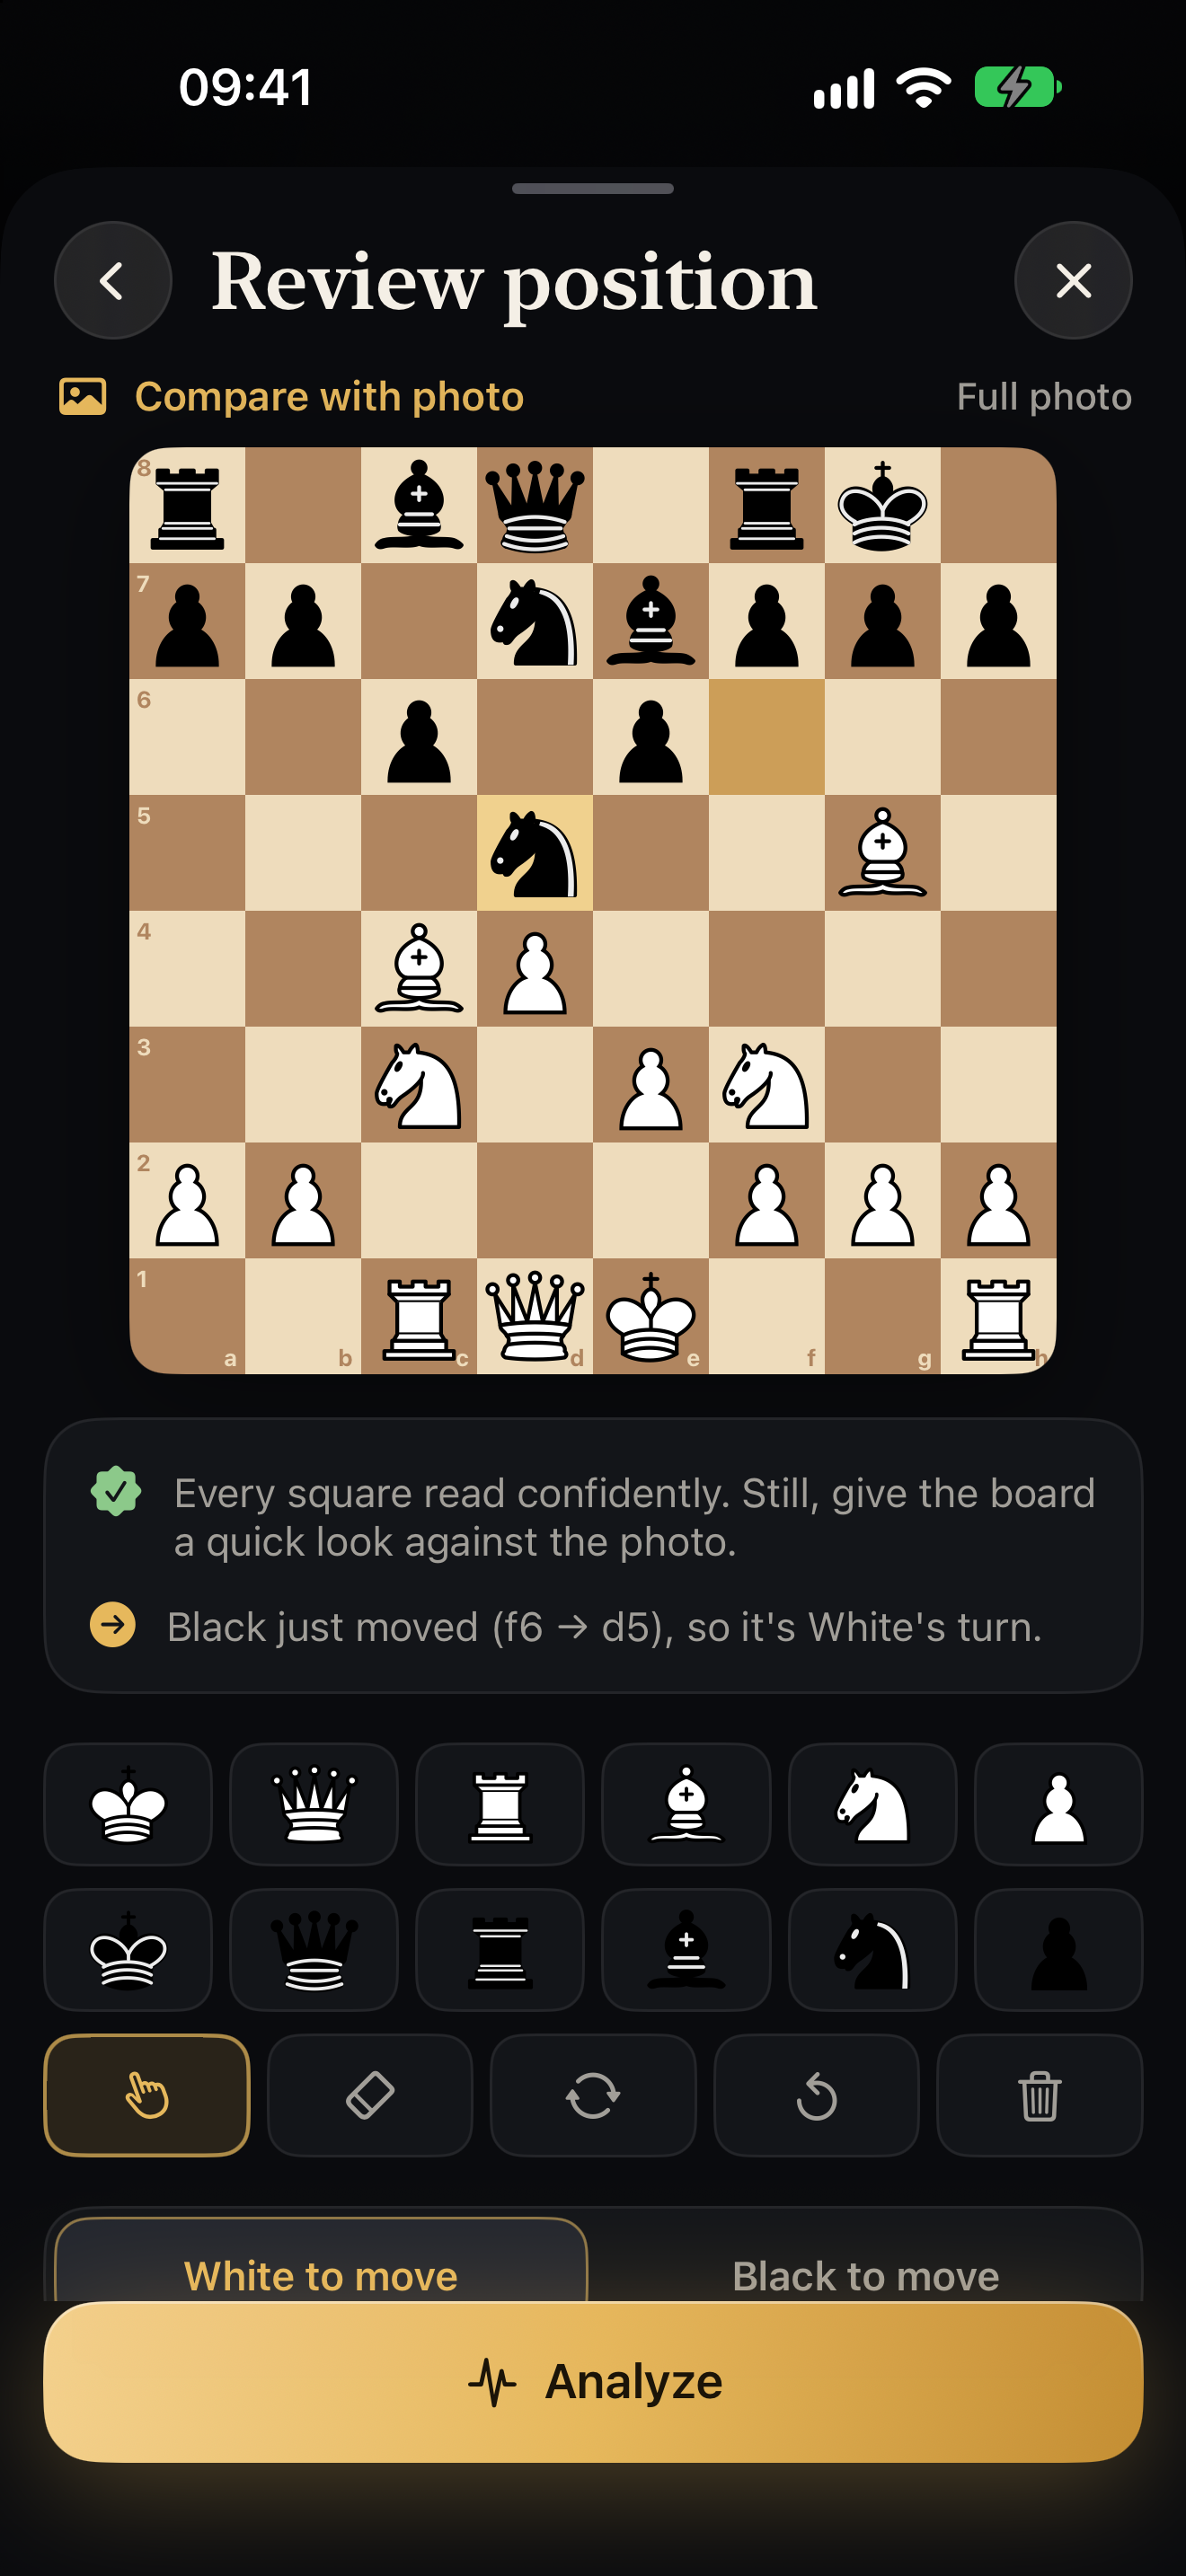 09:41
Review position
Compare with photo
Full photo
8
7
6
5
4
3
2
1
a b c d e f g h
Every square read confidently. Still, give the board
a quick look against the photo.
Black just moved (f6 → d5), so it's White's turn.
White to move
Black to move
Analyze